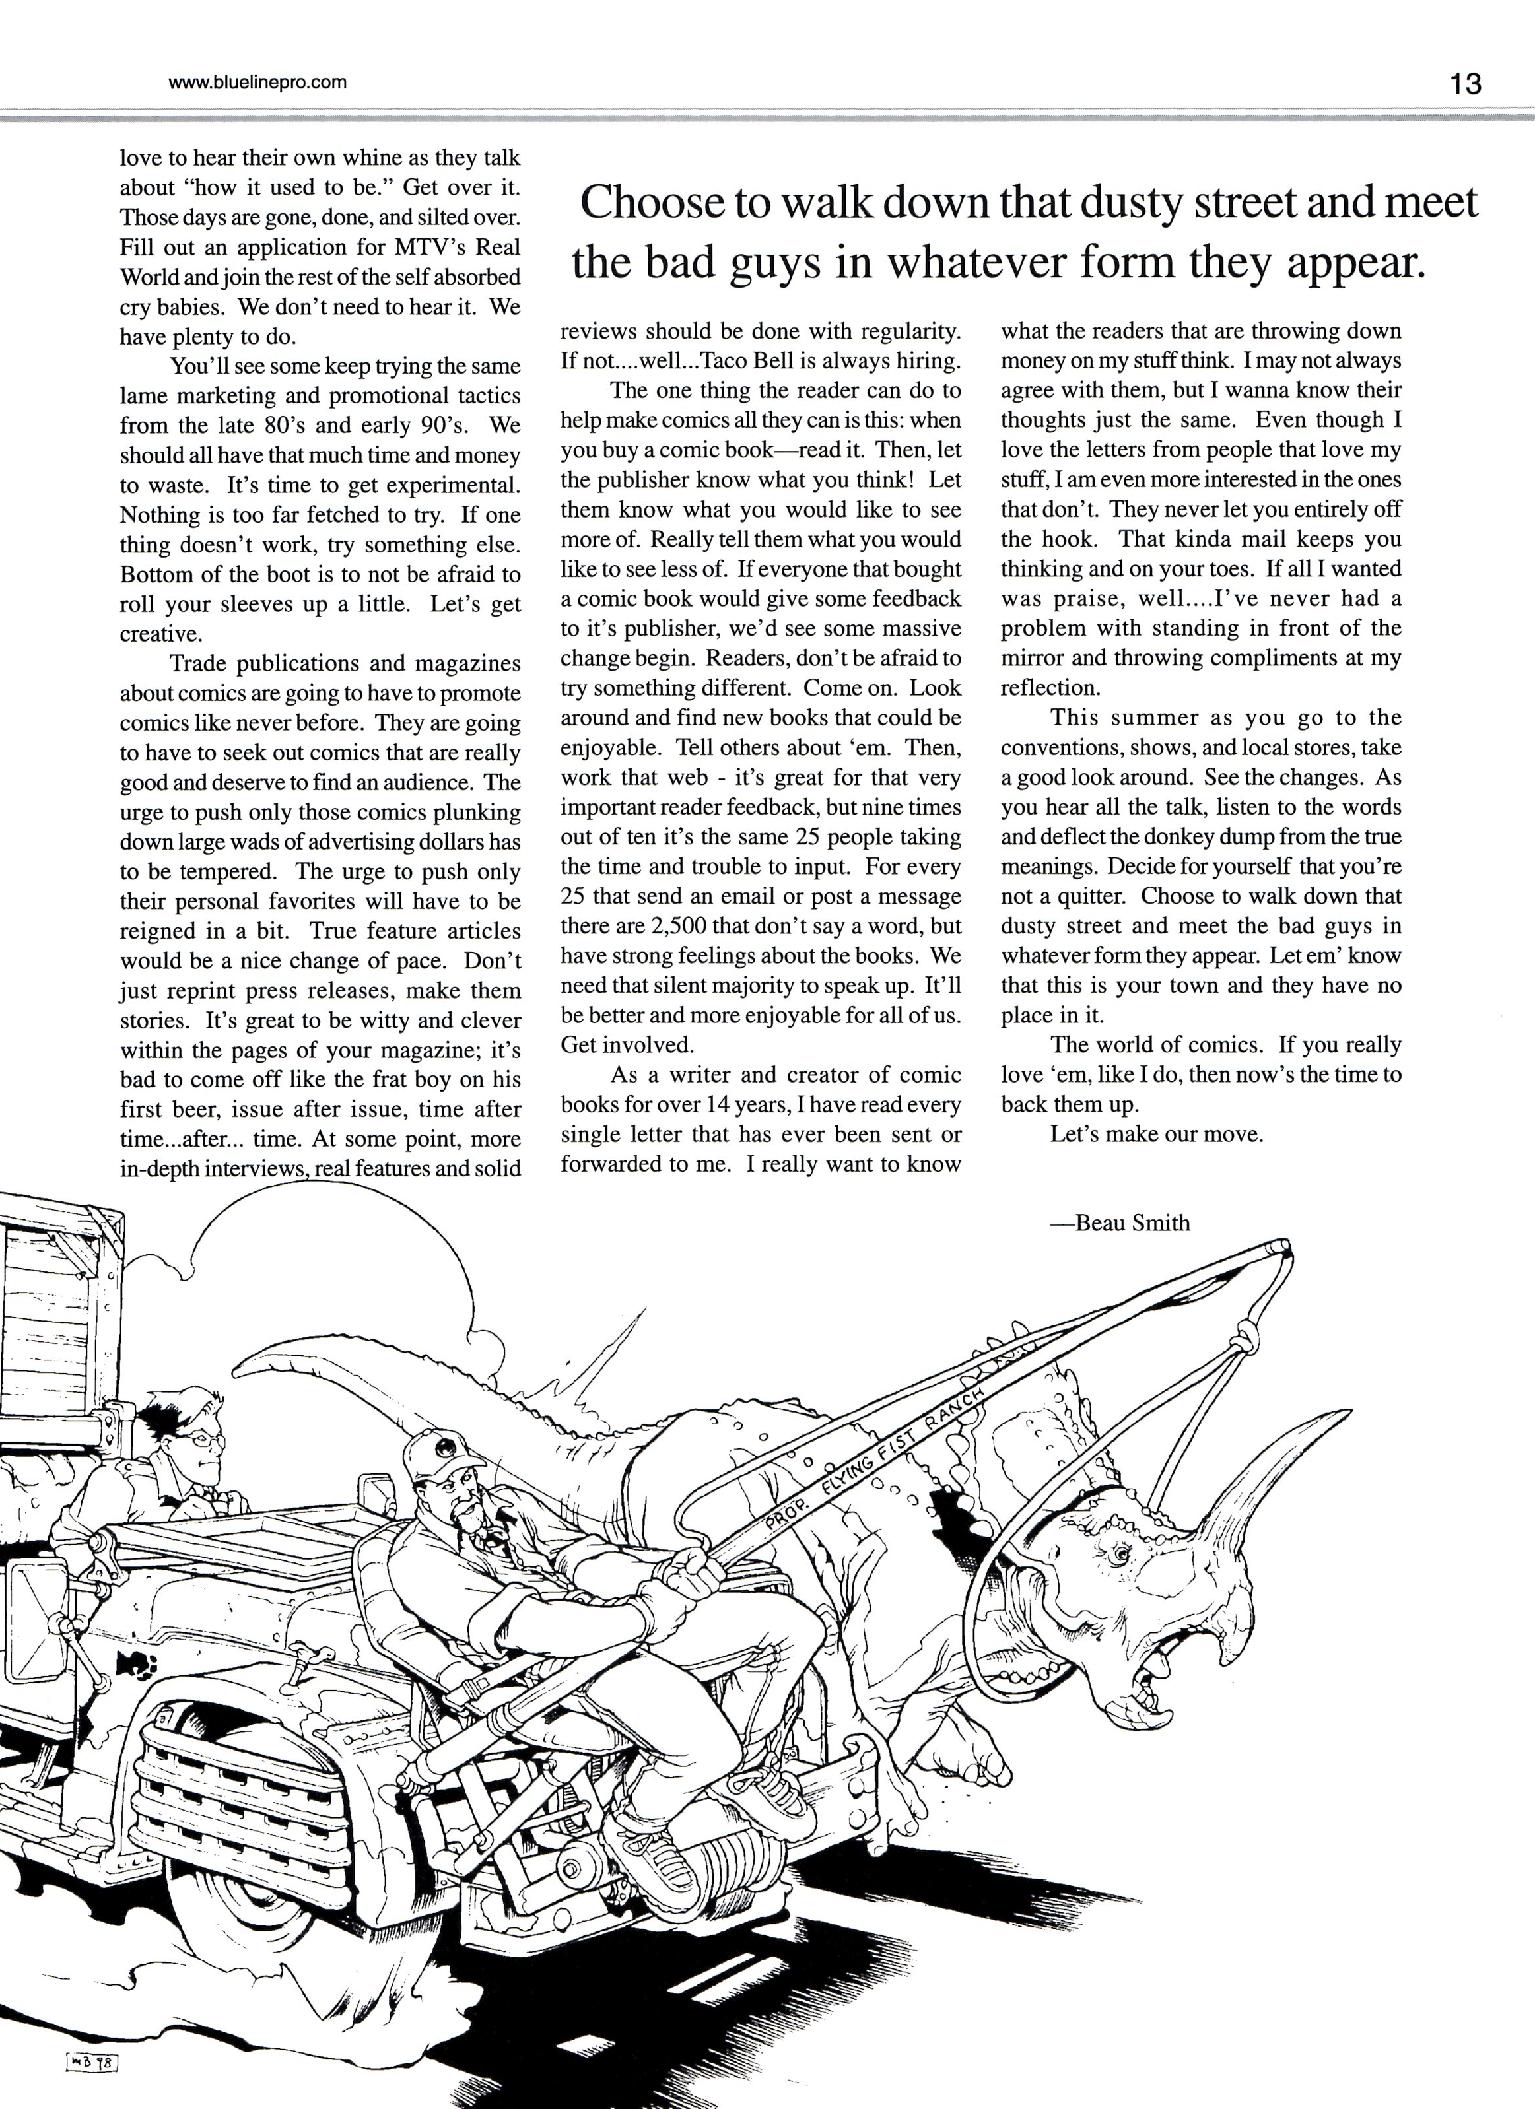 www.bluelinepro.com
13
love to hear their own whine as they talk
about “how it used to be.” Get over it.
Those days are gone, done, and silted over.
Fill out an application for MTV’s Real
World and join the rest of the self absorbed
cry babies. We don’t need to hear it. We
have plenty to do.
You’ll see some keep trying the same
lame marketing and promotional tactics
from the late 80’s and early 90’s. We
should all have that much time and money
to waste. It’s time to get experimental.
Nothing is too far fetched to try. If one
thing doesn’t work, try something else.
Bottom of the boot is to not be afraid to
roll your sleeves up a little. Let’s get
creative.
Trade publications and magazines
about comics are going to have to promote
comics like never before. They are going
to have to seek out comics that are really
good and deserve to find an audience. The
urge to push only those comics plunking
down large wads of advertising dollars has
to be tempered. The urge to push only
their personal favorites will have to be
reigned in a bit. True feature articles
would be a nice change of pace. Don’t
just reprint press releases, make them
stories. It’s great to be witty and clever
within the pages of your magazine; it’s
bad to come off like the frat boy on his
first beer, issue after issue, time after
time...after... time. At some point, more
in-depth interviews, real features and solid
Choose to walk down that dusty street and meet
the bad guys in whatever form they appear.
reviews should be done with regularity.
If not....well...Taco Bell is always hiring.
The one thing the reader can do to
help make comics all they can is this: when
you buy a comic book—read it. Then, let
the publisher know what you think! Let
them know what you would like to see
more of. Really tell them what you would
like to see less of. If everyone that bought
a comic book would give some feedback
to it’s publisher, we’d see some massive
change begin. Readers, don’t be afraid to
try something different. Come on. Look
around and find new books that could be
enjoyable. Tell others about ‘em. Then,
work that web - it’s great for that very
important reader feedback, but nine times
out of ten it’s the same 25 people taking
the time and trouble to input. For every
25 that send an email or post a message
there are 2,500 that don’t say a word, but
have strong feelings about the books. We
need that silent majority to speak up. It’ll
be better and more enjoyable for all of us.
Get involved.
As a writer and creator of comic
books for over 14 years, I have read every
single letter that has ever been sent or
forwarded to me. I really want to know
what the readers that are throwing down
money on my stuff think. I may not always
agree with them, but I wanna know their
thoughts just the same. Even though I
love the letters from people that love my
stuff, I am even more interested in the ones
that don’t. They never let you entirely off
the hook. That kinda mail keeps you
thinking and on your toes. If all I wanted
was praise, well....I’ve never had a
problem with standing in front of the
mirror and throwing compliments at my
reflection.
This summer as you go to the
conventions, shows, and local stores, take
a good look around. See the changes. As
you hear all the talk, listen to the words
and deflect the donkey dump from the true
meanings. Decide for yourself that you’re
not a quitter. Choose to walk down that
dusty street and meet the bad guys in
whatever form they appear. Let em’ know
that this is your town and they have no
place in it.
The world of comics. If you really
love ‘em, like I do, then now’s the time to
back them up.
Let’s make our move.
—Beau Smith
PROP. FLYING FIST RANCH
MB 98